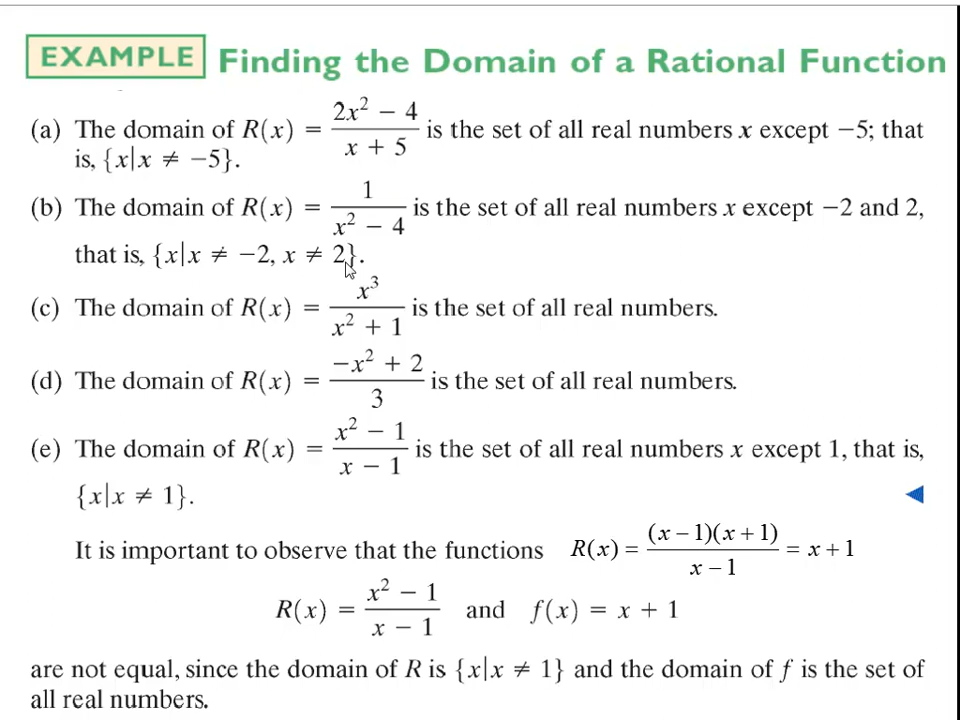 EXAMPLE Finding the Domain of a Rational Function
(a) The domain of R(x) = (2x² − 4)/(x + 5) is the set of all real numbers x except −5; that
is, {x|x ≠ −5}.
(b) The domain of R(x) = 1/(x² − 4) is the set of all real numbers x except −2 and 2,
that is, {x|x ≠ −2, x ≠ 2}.
(c) The domain of R(x) = x³/(x² + 1) is the set of all real numbers.
(d) The domain of R(x) = (−x² + 2)/3 is the set of all real numbers.
(e) The domain of R(x) = (x² − 1)/(x − 1) is the set of all real numbers x except 1, that is,
{x|x ≠ 1}.
It is important to observe that the functions R(x) = (x − 1)(x + 1)/(x − 1) = x + 1
R(x) = (x² − 1)/(x − 1) and f(x) = x + 1
are not equal, since the domain of R is {x|x ≠ 1} and the domain of f is the set of
all real numbers.